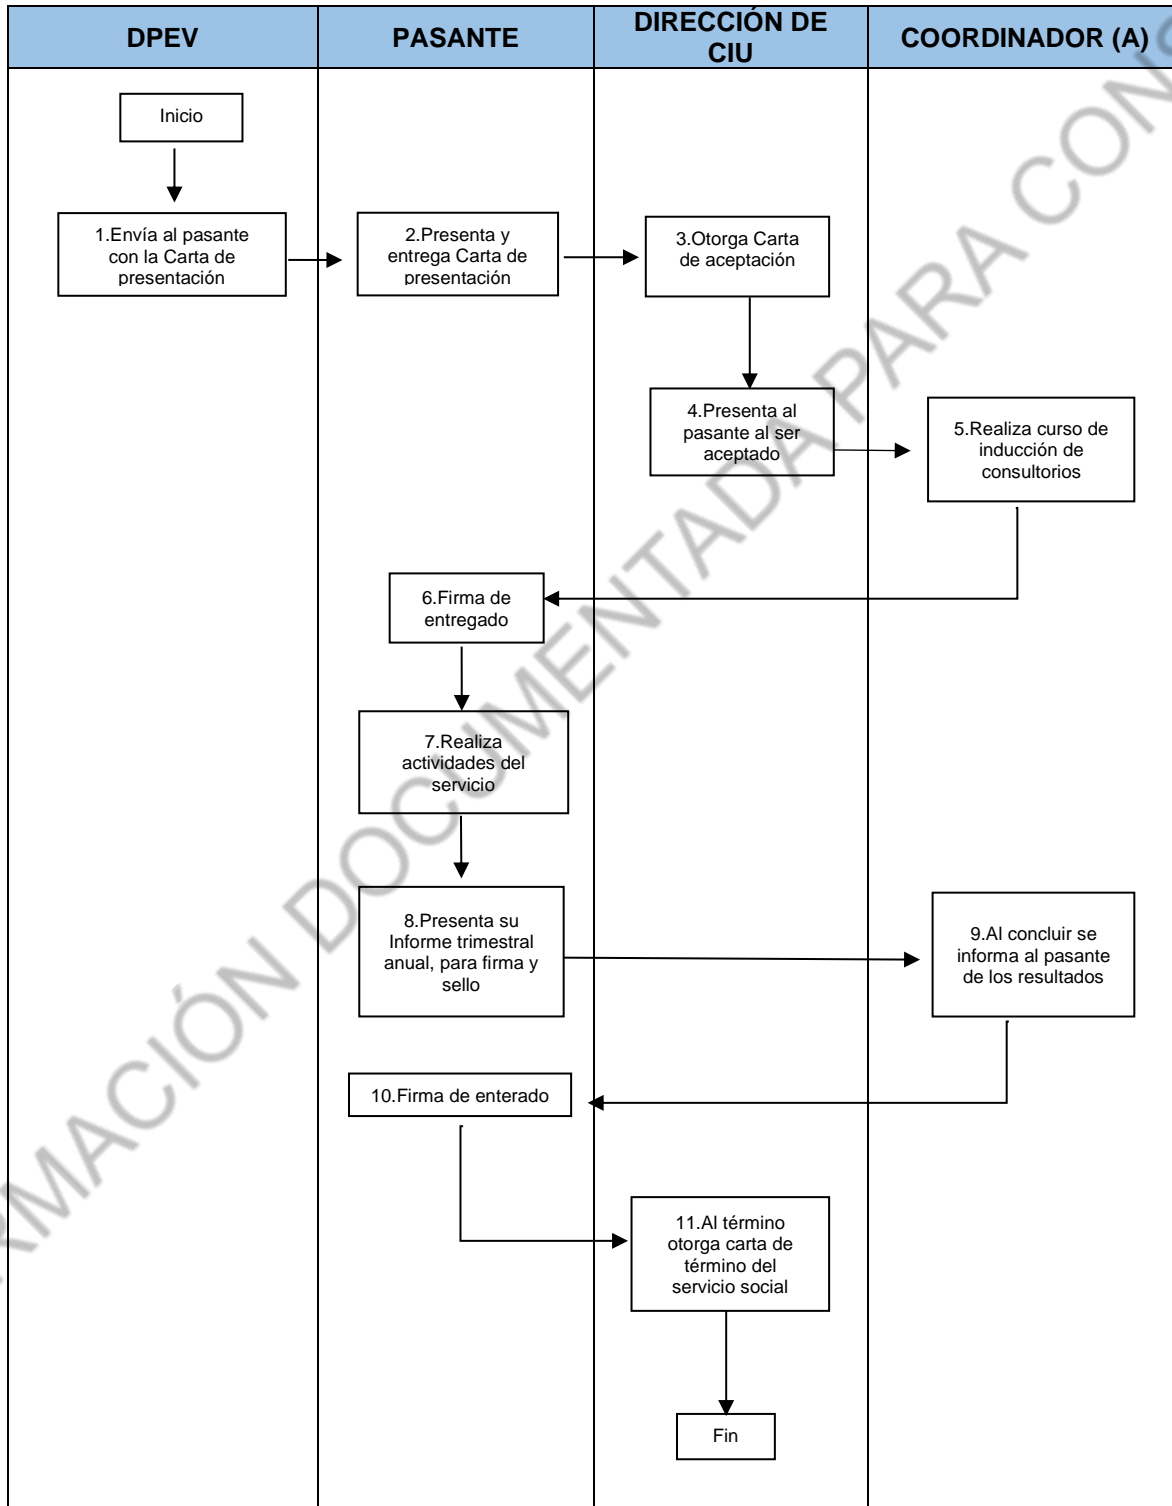 DPEV
PASANTE
DIRECCIÓN DE
CIU
COORDINADOR (A)
Inicio
1.Envía al pasante
con la Carta de
presentación
2.Presenta y
entrega Carta de
presentación
3.Otorga Carta
de aceptación
4.Presenta al
pasante al ser
aceptado
5.Realiza curso de
inducción de
consultorios
6.Firma de
entregado
7.Realiza
actividades del
servicio
8.Presenta su
Informe trimestral
anual, para firma y
sello
9.Al concluir se
informa al pasante
de los resultados
10.Firma de enterado
11.Al término
otorga carta de
término del
servicio social
Fin
RMACIÓN DOCUMENTADA PARA CONS